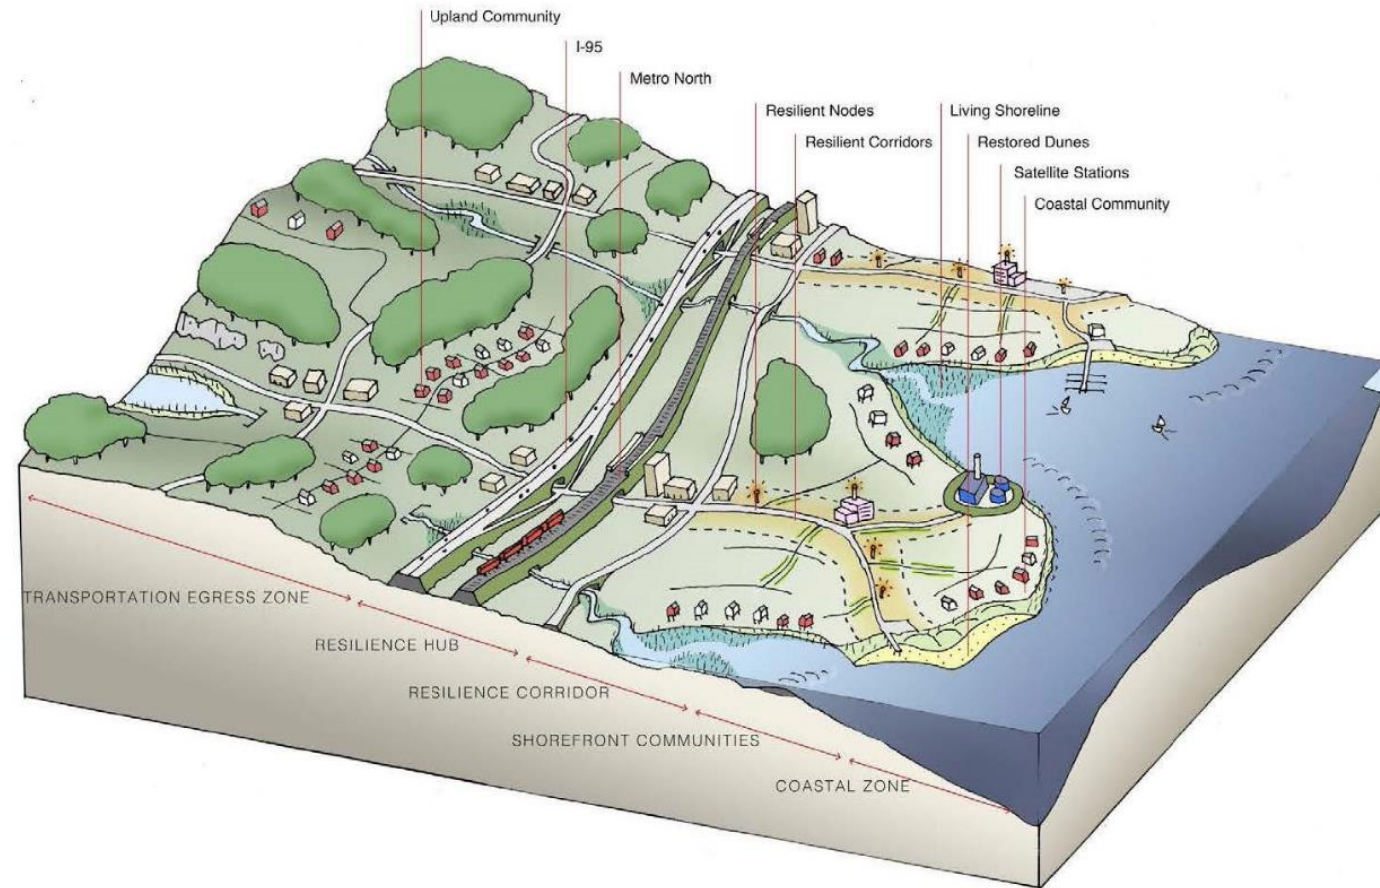 Upland Community
I-95
Metro North
Resilient Nodes
Living Shoreline
Resilient Corridors
Restored Dunes
Satellite Stations
Coastal Community
TRANSPORTATION EGRESS ZONE
RESILIENCE HUB
RESILIENCE CORRIDOR
SHOREFRONT COMMUNITIES
COASTAL ZONE